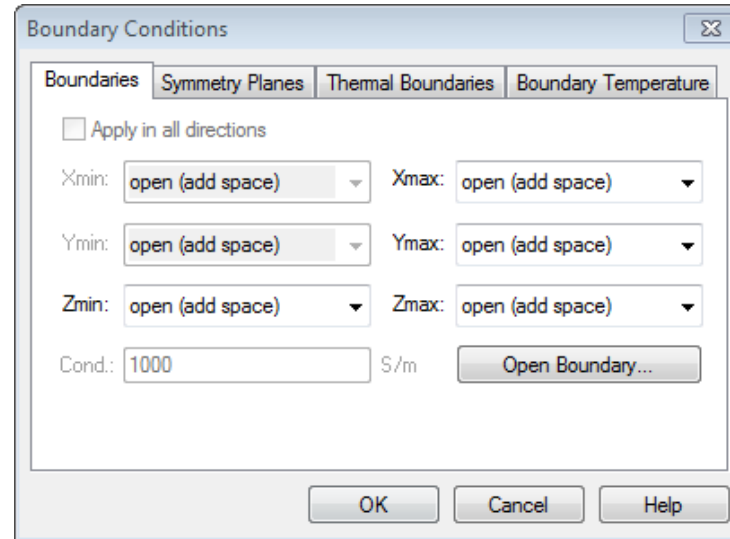 Boundary Conditions
Boundaries Symmetry Planes Thermal Boundaries Boundary Temperature
Apply in all directions
Xmin: open (add space) Xmax: open (add space)
Ymin: open (add space) Ymax: open (add space)
Zmin: open (add space) Zmax: open (add space)
Cond.: 1000 S/m Open Boundary...
OK Cancel Help